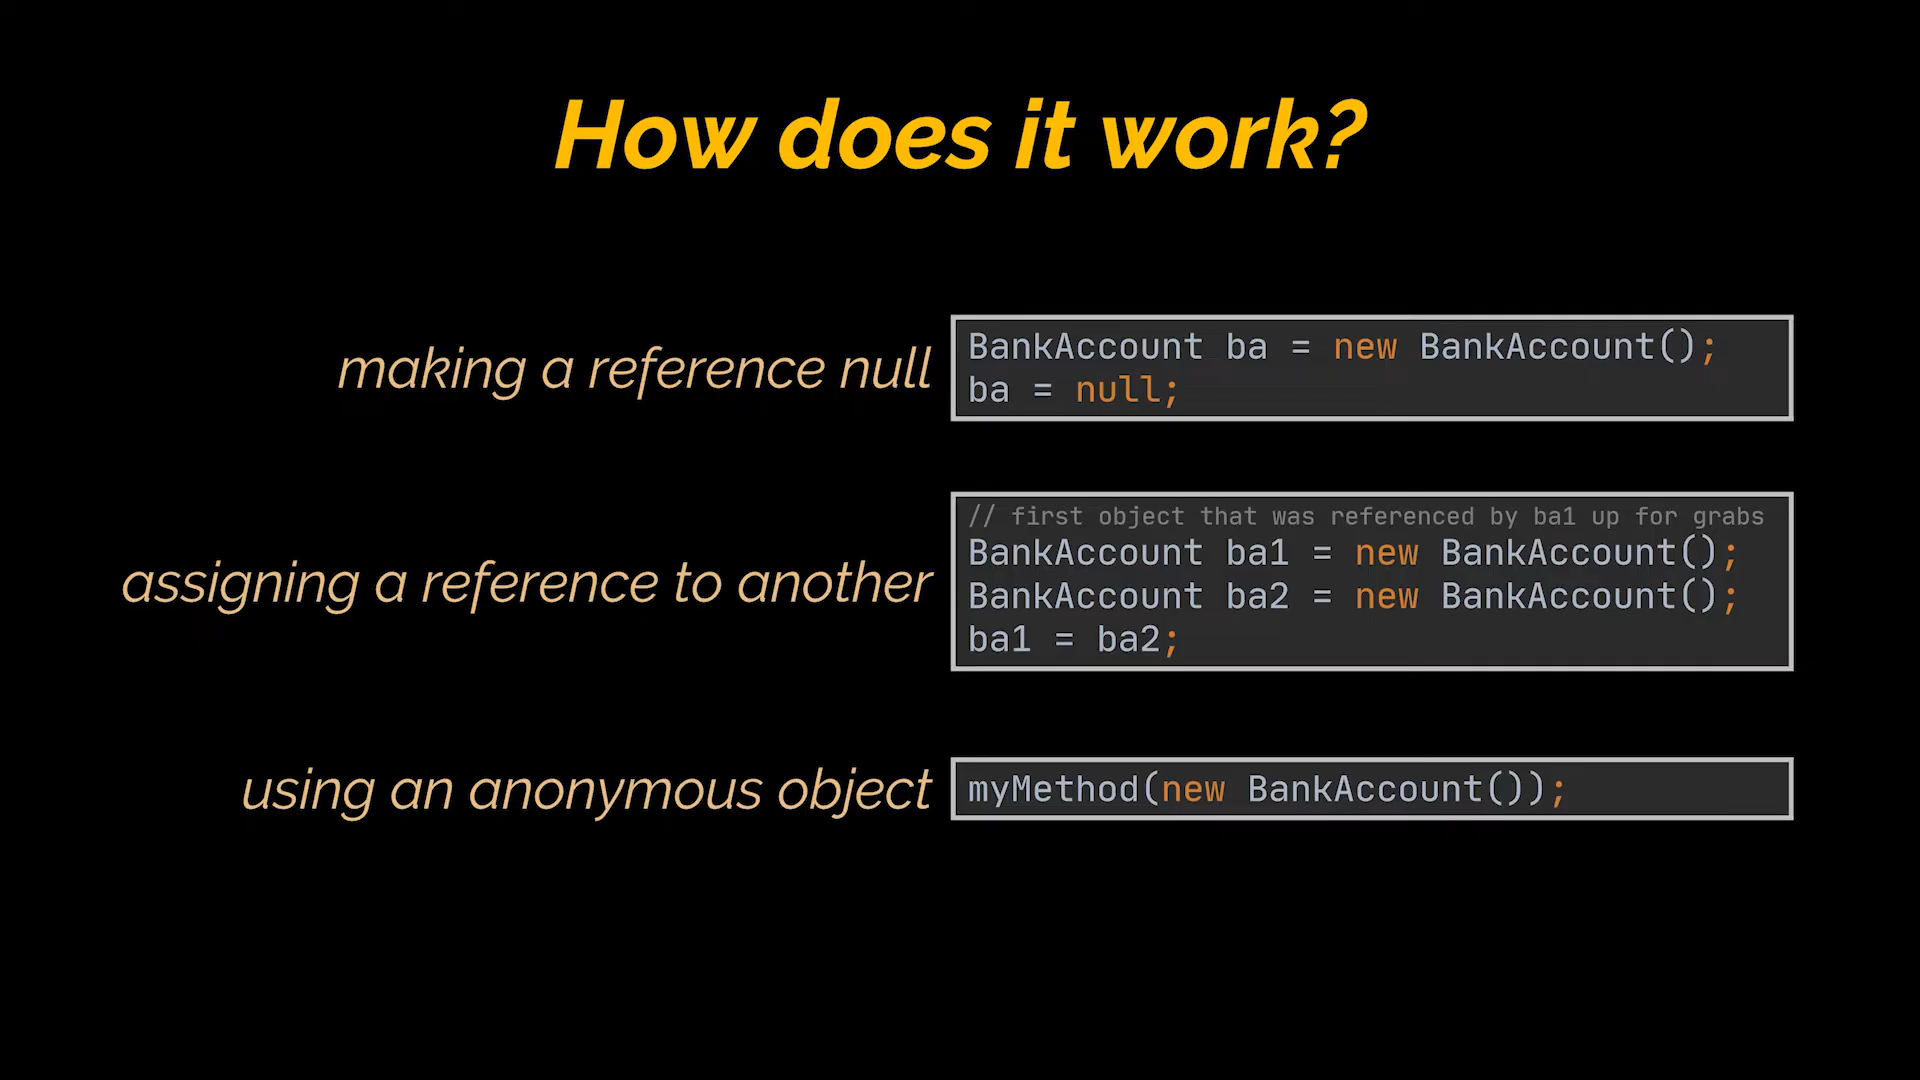 How does it work?
making a reference null
BankAccount ba = new BankAccount();
ba = null;
assigning a reference to another
// first object that was referenced by ba1 up for grabs
BankAccount ba1 = new BankAccount();
BankAccount ba2 = new BankAccount();
ba1 = ba2;
using an anonymous object
myMethod(new BankAccount());